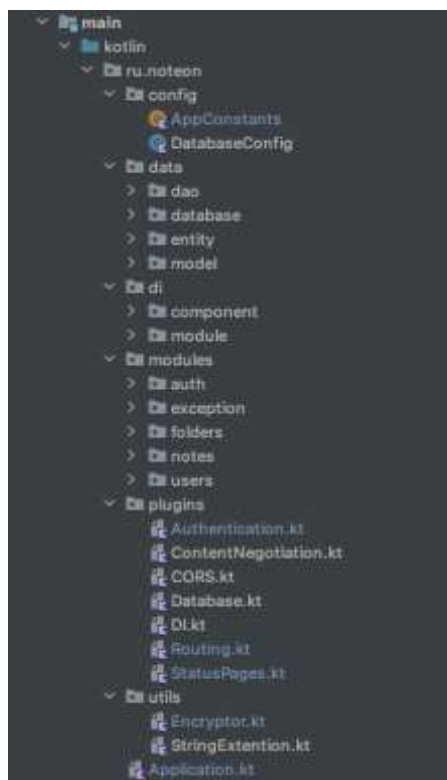 main
kotlin
ru.noteon
config
AppConstants
DatabaseConfig
data
dao
database
entity
model
di
component
module
modules
auth
exception
folders
notes
users
plugins
Authentication.kt
ContentNegotiation.kt
CORS.kt
Database.kt
DI.kt
Routing.kt
StatusPages.kt
utils
Encryptor.kt
StringExtention.kt
Application.kt